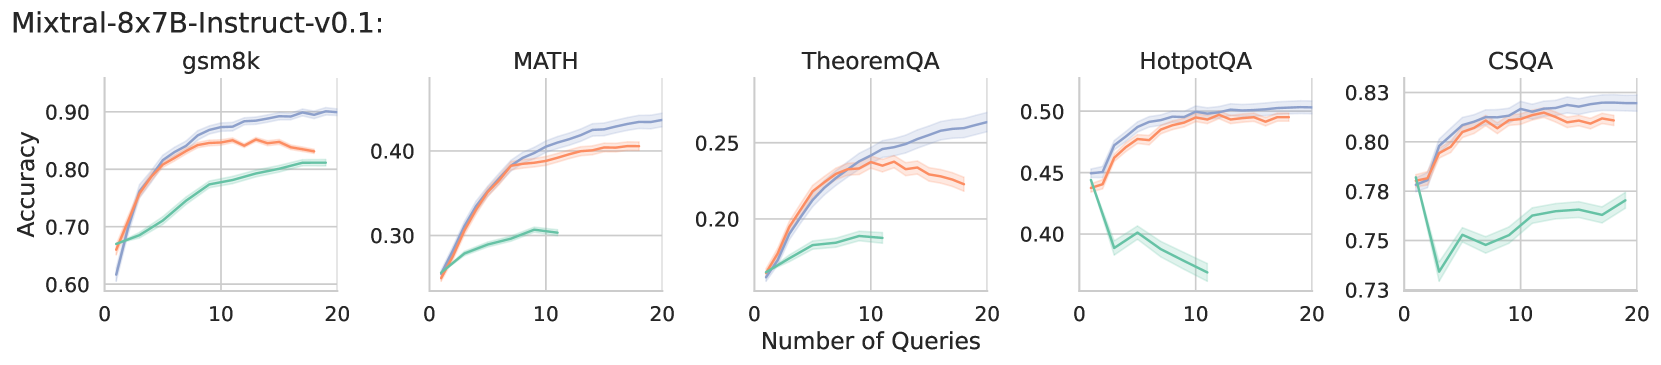 Mixtral-8x7B-Instruct-v0.1:
gsm8k MATH TheoremQA HotpotQA CSQA
Accuracy
0.90
0.80
0.70
0.60
0 10 20
0.40
0.30
0 10 20
0.25
0.20
0 10 20
0.50
0.45
0.40
0 10 20
0.83
0.80
0.78
0.75
0.73
0 10 20
Number of Queries